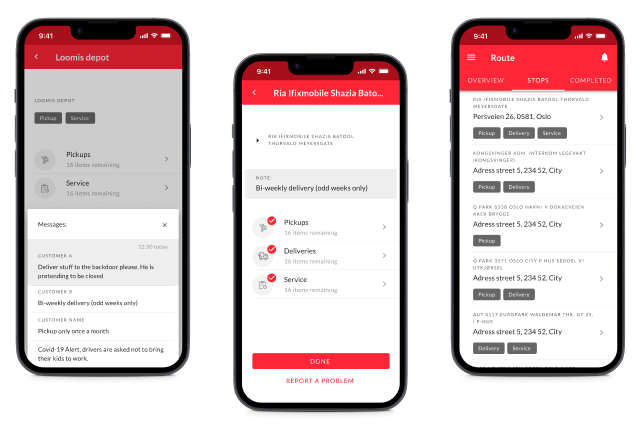 9:41
Loomis depot
LOOMIS DEPOT
Pickup Service
Pickups
16 items remaining
Service
16 items remaining
Messages:
12:30 today
CUSTOMER A
Deliver stuff to the backdoor please. He is
pretending to be closed
CUSTOMER B
Bi-weekly delivery (odd weeks only)
CUSTOMER NAME
Pickup only once a month
Covid-19 Alert, drivers are asked not to bring
their kids to work.
9:41
Ria Ifixmobile Shazia Bato...
RIA IFIXMOBILE SHAZIA BATOOL
THORVALD MEYERSGATE
NOTE:
Bi-weekly delivery (odd weeks only)
Pickups
16 items remaining
Deliveries
16 items remaining
Service
16 items remaining
DONE
REPORT A PROBLEM
9:41
Route
OVERVIEW STOPS COMPLETED
RIA IFIXMOBILE SHAZIA BATOOL THORVALD
MEYERSGATE
Persveien 26, 0581, Oslo
Pickup Delivery Service
KONGSVINGER KOM. INTERKOM LEGEVAKT
(KONGSVINGER)
Adress street 5, 234 52, City
Pickup Delivery
Q PARK 0358 OSLO HAVN/ V DOKKEVEIEN
AKER BRYGGE
Adress street 5, 234 52, City
Pickup
Q PARK 3371 OSLO CITY P HUS SEDDEL V/
UTKJØRSEL
Adress street 5, 234 52, City
Pickup Delivery
AUT 0117 EUROPARK WALDEMAR THR. GT 25,
I P-HUS
Adress street 5, 234 52, City
Delivery Service